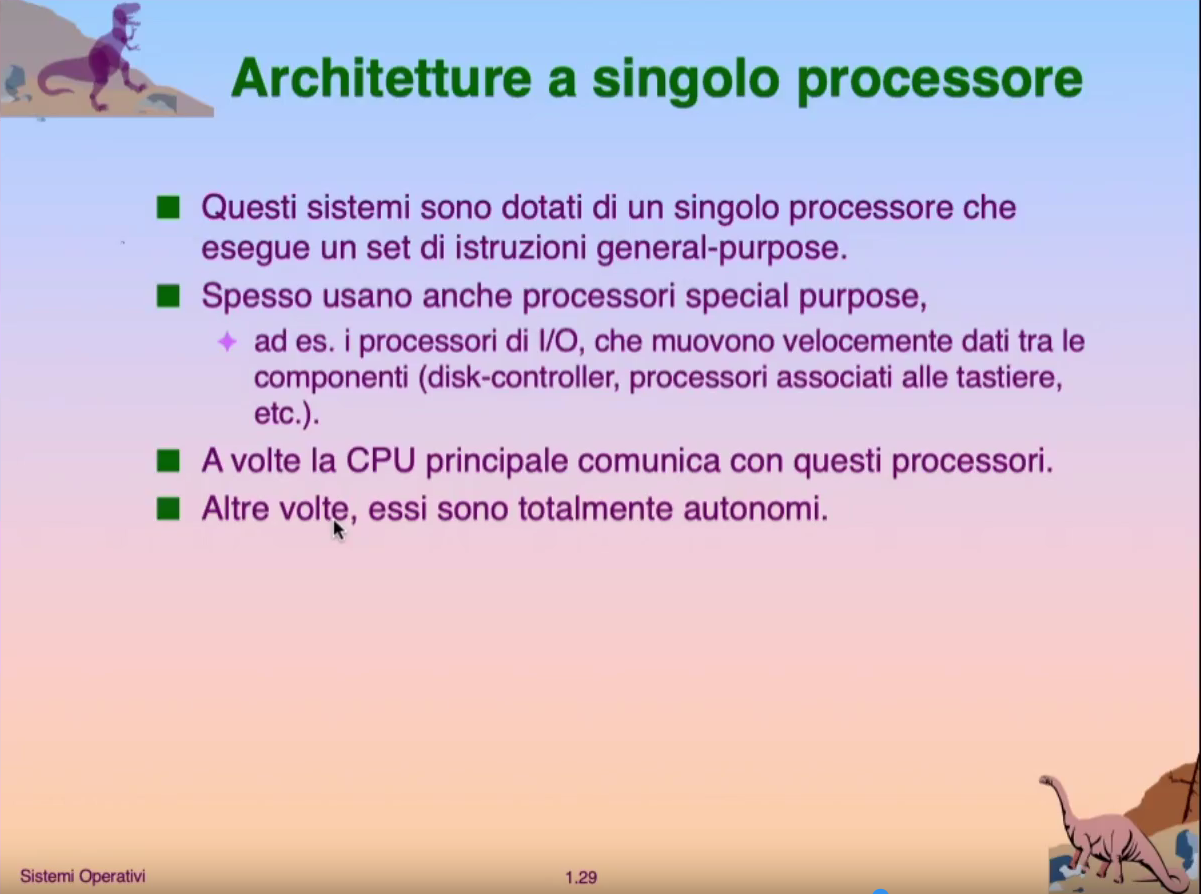 Architetture a singolo processore
Questi sistemi sono dotati di un singolo processore che
esegue un set di istruzioni general-purpose.
Spesso usano anche processori special purpose,
ad es. i processori di I/O, che muovono velocemente dati tra le
componenti (disk-controller, processori associati alle tastiere,
etc.).
A volte la CPU principale comunica con questi processori.
Altre volte, essi sono totalmente autonomi.
Sistemi Operativi
1.29